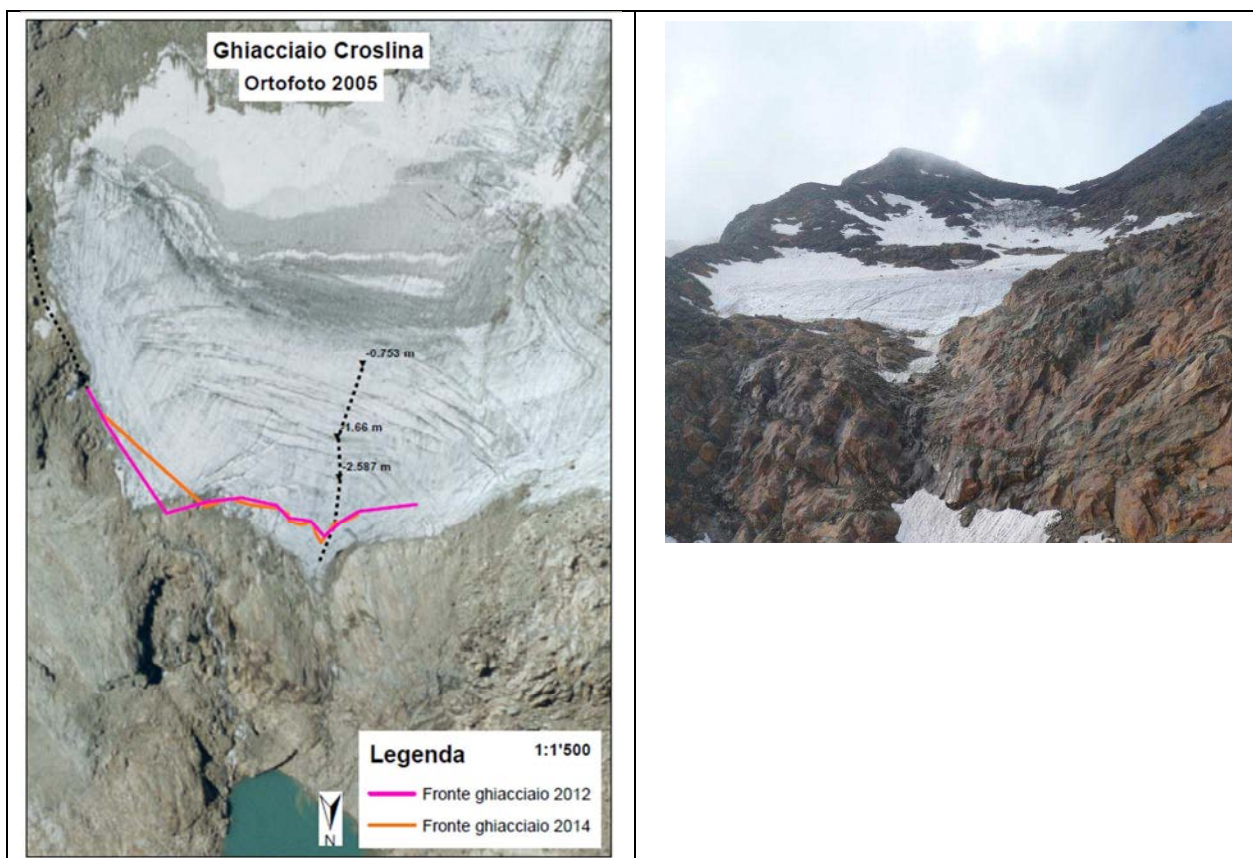 Ghiacciaio Croslina
Ortofoto 2005
-0.753 m
-1.66 m
-2.587 m
Legenda 1:1'500
Fronte ghiacciaio 2012
Fronte ghiacciaio 2014
N